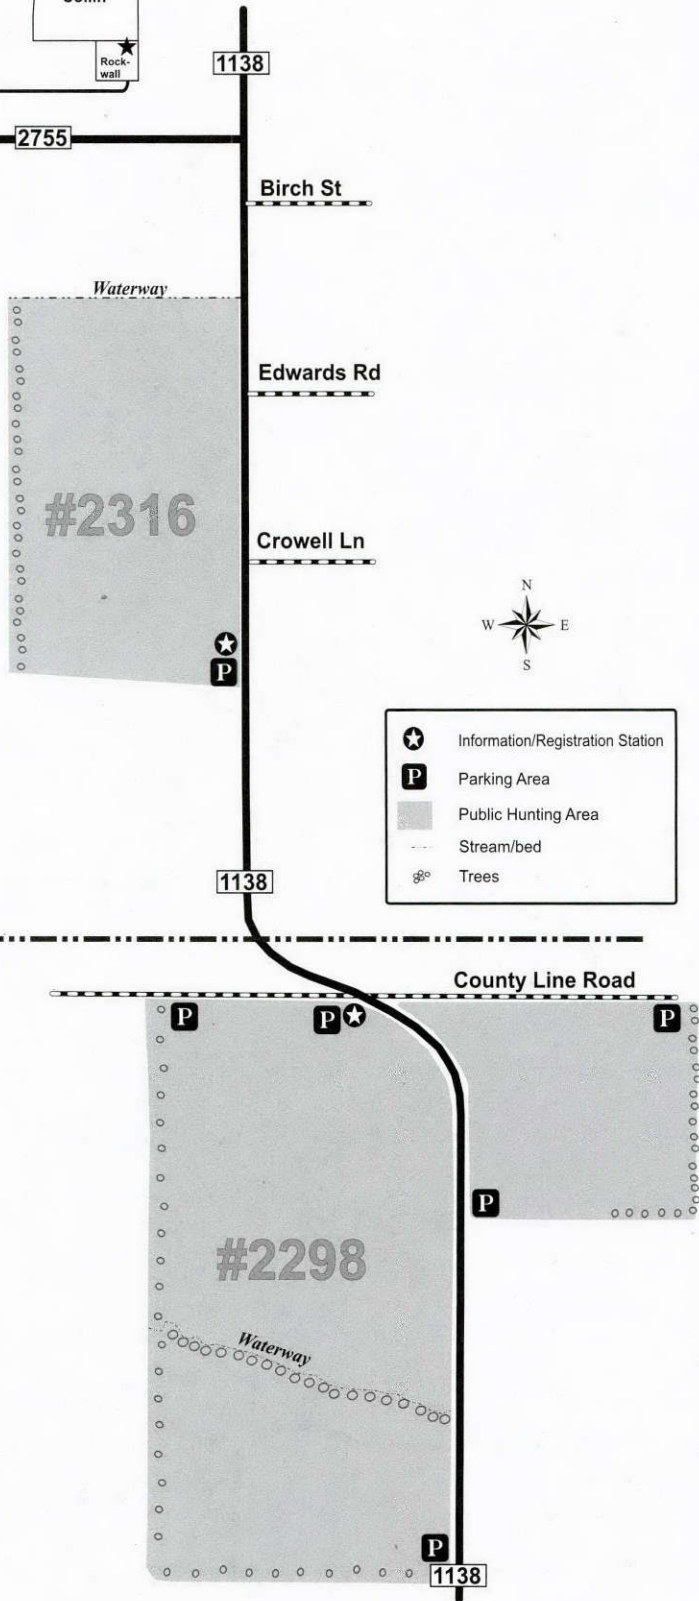 Rock-
wall
1138
2755
Birch St
Waterway
Edwards Rd
#2316
Crowell Ln
N
W E
S
P
Information/Registration Station
P Parking Area
Public Hunting Area
Stream/bed
Trees
1138
County Line Road
P P P
P
#2298
Waterway
P
1138